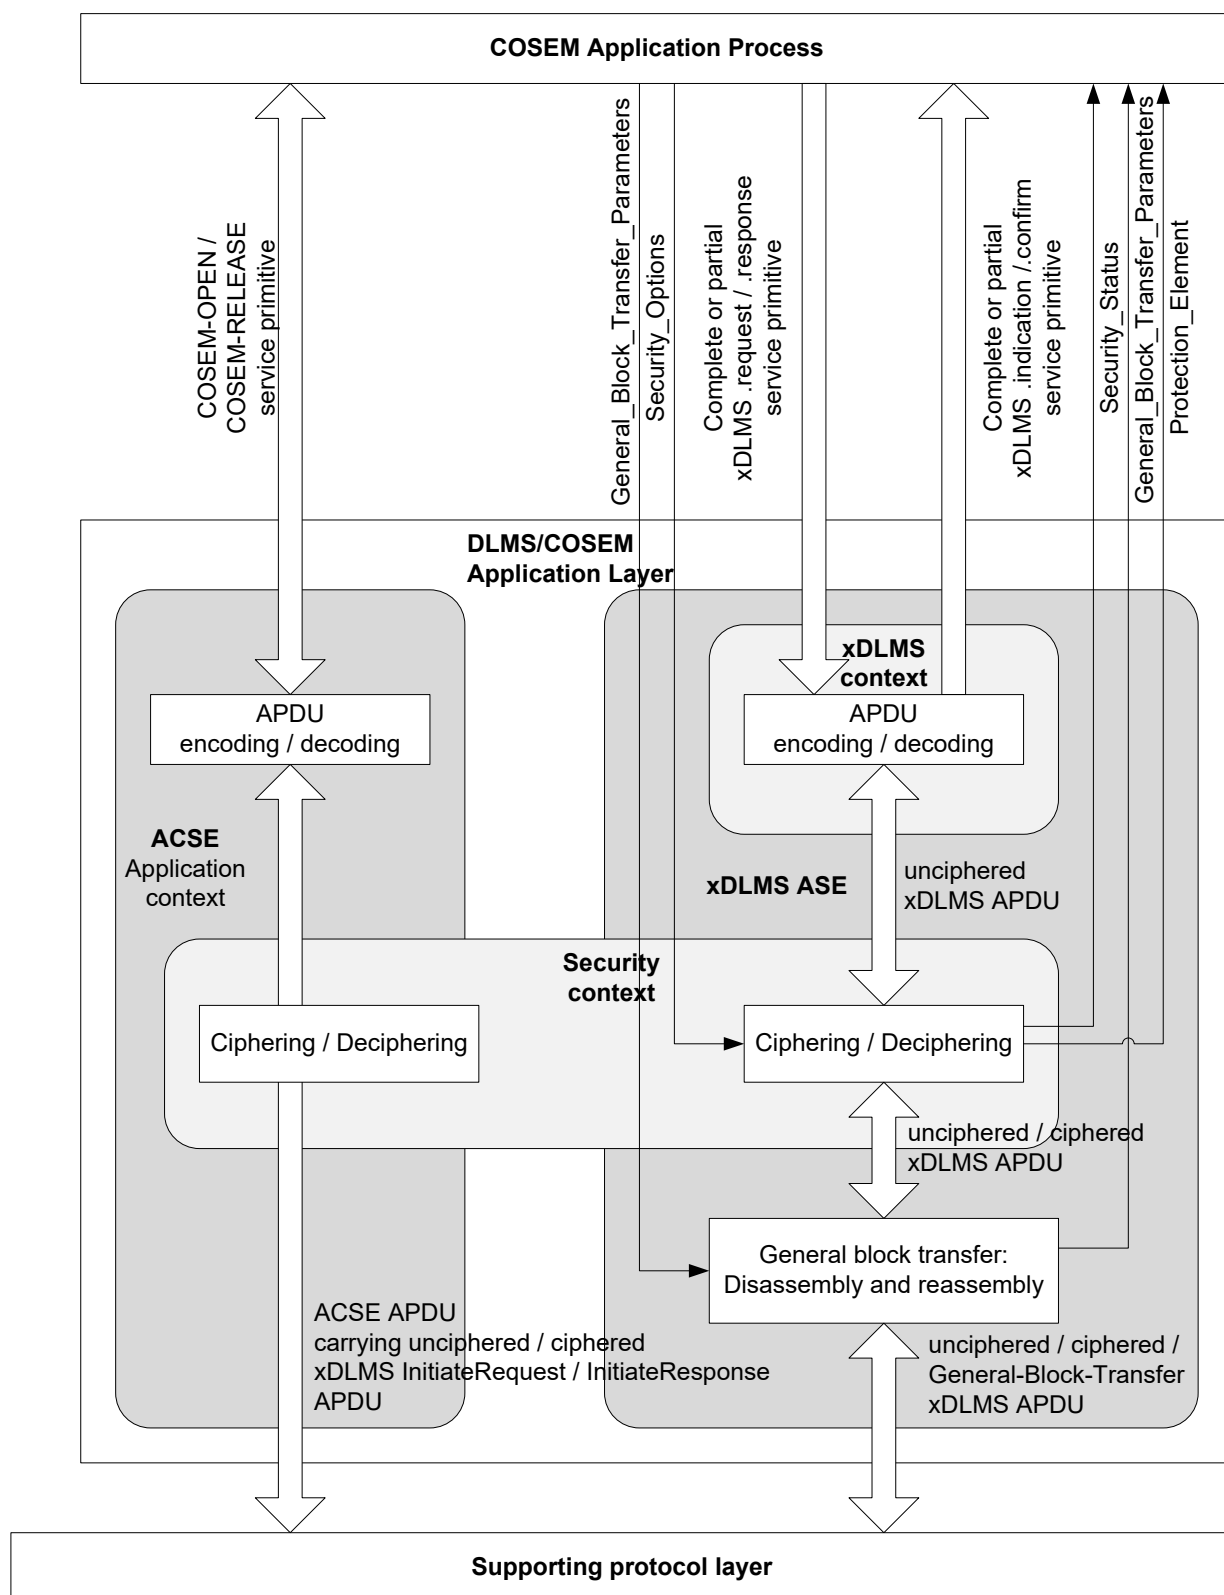 COSEM Application Process
COSEM-OPEN /
COSEM-RELEASE
service primitive
General_Block_Transfer_Parameters
Security_Options
Complete or partial
xDLMS .request / .response
service primitive
Complete or partial
xDLMS .indication /.confirm
service primitive
Security_Status
General_Block_Transfer_Parameters
Protection_Element
DLMS/COSEM
Application Layer
xDLMS
context
APDU
encoding / decoding
APDU
encoding / decoding
ACSE
Application
context
xDLMS ASE
unciphered
xDLMS APDU
Security
context
Ciphering / Deciphering
Ciphering / Deciphering
unciphered / ciphered
xDLMS APDU
General block transfer:
Disassembly and reassembly
ACSE APDU
carrying unciphered / ciphered
xDLMS InitiateRequest / InitiateResponse
APDU
unciphered / ciphered /
General-Block-Transfer
xDLMS APDU
Supporting protocol layer